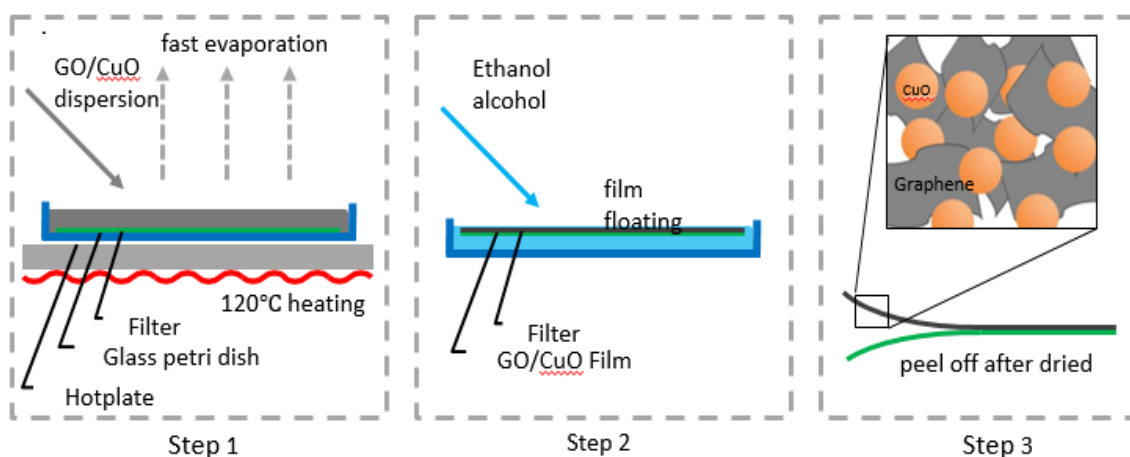 fast evaporation
GO/CuO
dispersion
120°C heating
Filter
Glass petri dish
Hotplate
Step 1
Ethanol
alcohol
film
floating
Filter
GO/CuO Film
Step 2
CuO
Graphene
peel off after dried
Step 3